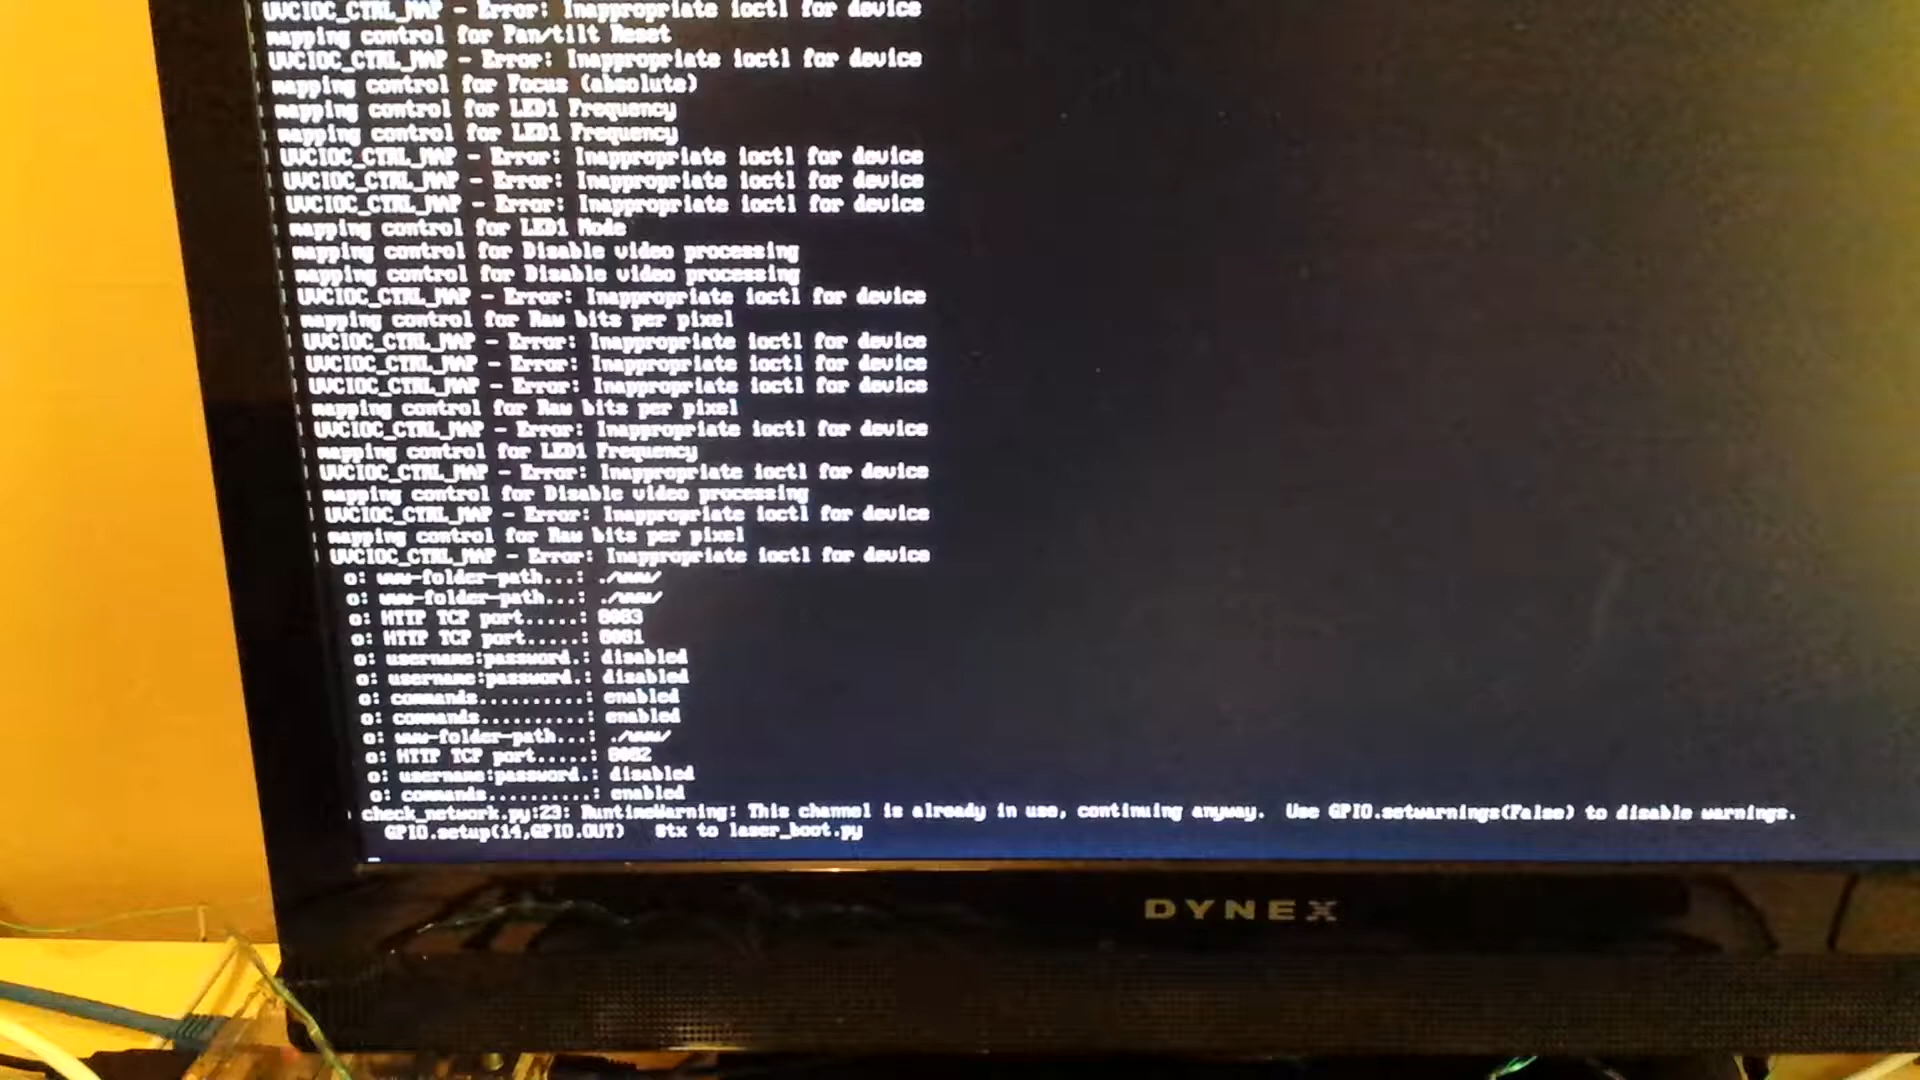 UVCIOC_CTRL_MAP - Error: Inappropriate ioctl for device
mapping control for Pan/tilt Reset
UVCIOC_CTRL_MAP - Error: Inappropriate ioctl for device
mapping control for Focus (absolute)
mapping control for LED1 Frequency
mapping control for LED1 Frequency
UVCIOC_CTRL_MAP - Error: Inappropriate ioctl for device
UVCIOC_CTRL_MAP - Error: Inappropriate ioctl for device
UVCIOC_CTRL_MAP - Error: Inappropriate ioctl for device
mapping control for LED1 Mode
mapping control for Disable video processing
mapping control for Disable video processing
UVCIOC_CTRL_MAP - Error: Inappropriate ioctl for device
mapping control for Raw bits per pixel
UVCIOC_CTRL_MAP - Error: Inappropriate ioctl for device
UVCIOC_CTRL_MAP - Error: Inappropriate ioctl for device
UVCIOC_CTRL_MAP - Error: Inappropriate ioctl for device
mapping control for Raw bits per pixel
UVCIOC_CTRL_MAP - Error: Inappropriate ioctl for device
mapping control for LED1 Frequency
UVCIOC_CTRL_MAP - Error: Inappropriate ioctl for device
mapping control for Disable video processing
UVCIOC_CTRL_MAP - Error: Inappropriate ioctl for device
mapping control for Raw bits per pixel
UVCIOC_CTRL_MAP - Error: Inappropriate ioctl for device
o: www-folder-path...: ./www/
o: www-folder-path...: ./www/
o: HTTP TCP port.....: 8083
o: HTTP TCP port.....: 8081
o: username:password.: disabled
o: username:password.: disabled
o: commands..........: enabled
o: commands..........: enabled
o: www-folder-path...: ./www/
o: HTTP TCP port.....: 8082
o: username:password.: disabled
o: commands..........: enabled
check_network.py:23: RuntimeWarning: This channel is already in use, continuing anyway.  Use GPIO.setwarnings(False) to disable warnings.
GPIO.setup(14,GPIO.OUT)   to laser_boot.py
DYNEX